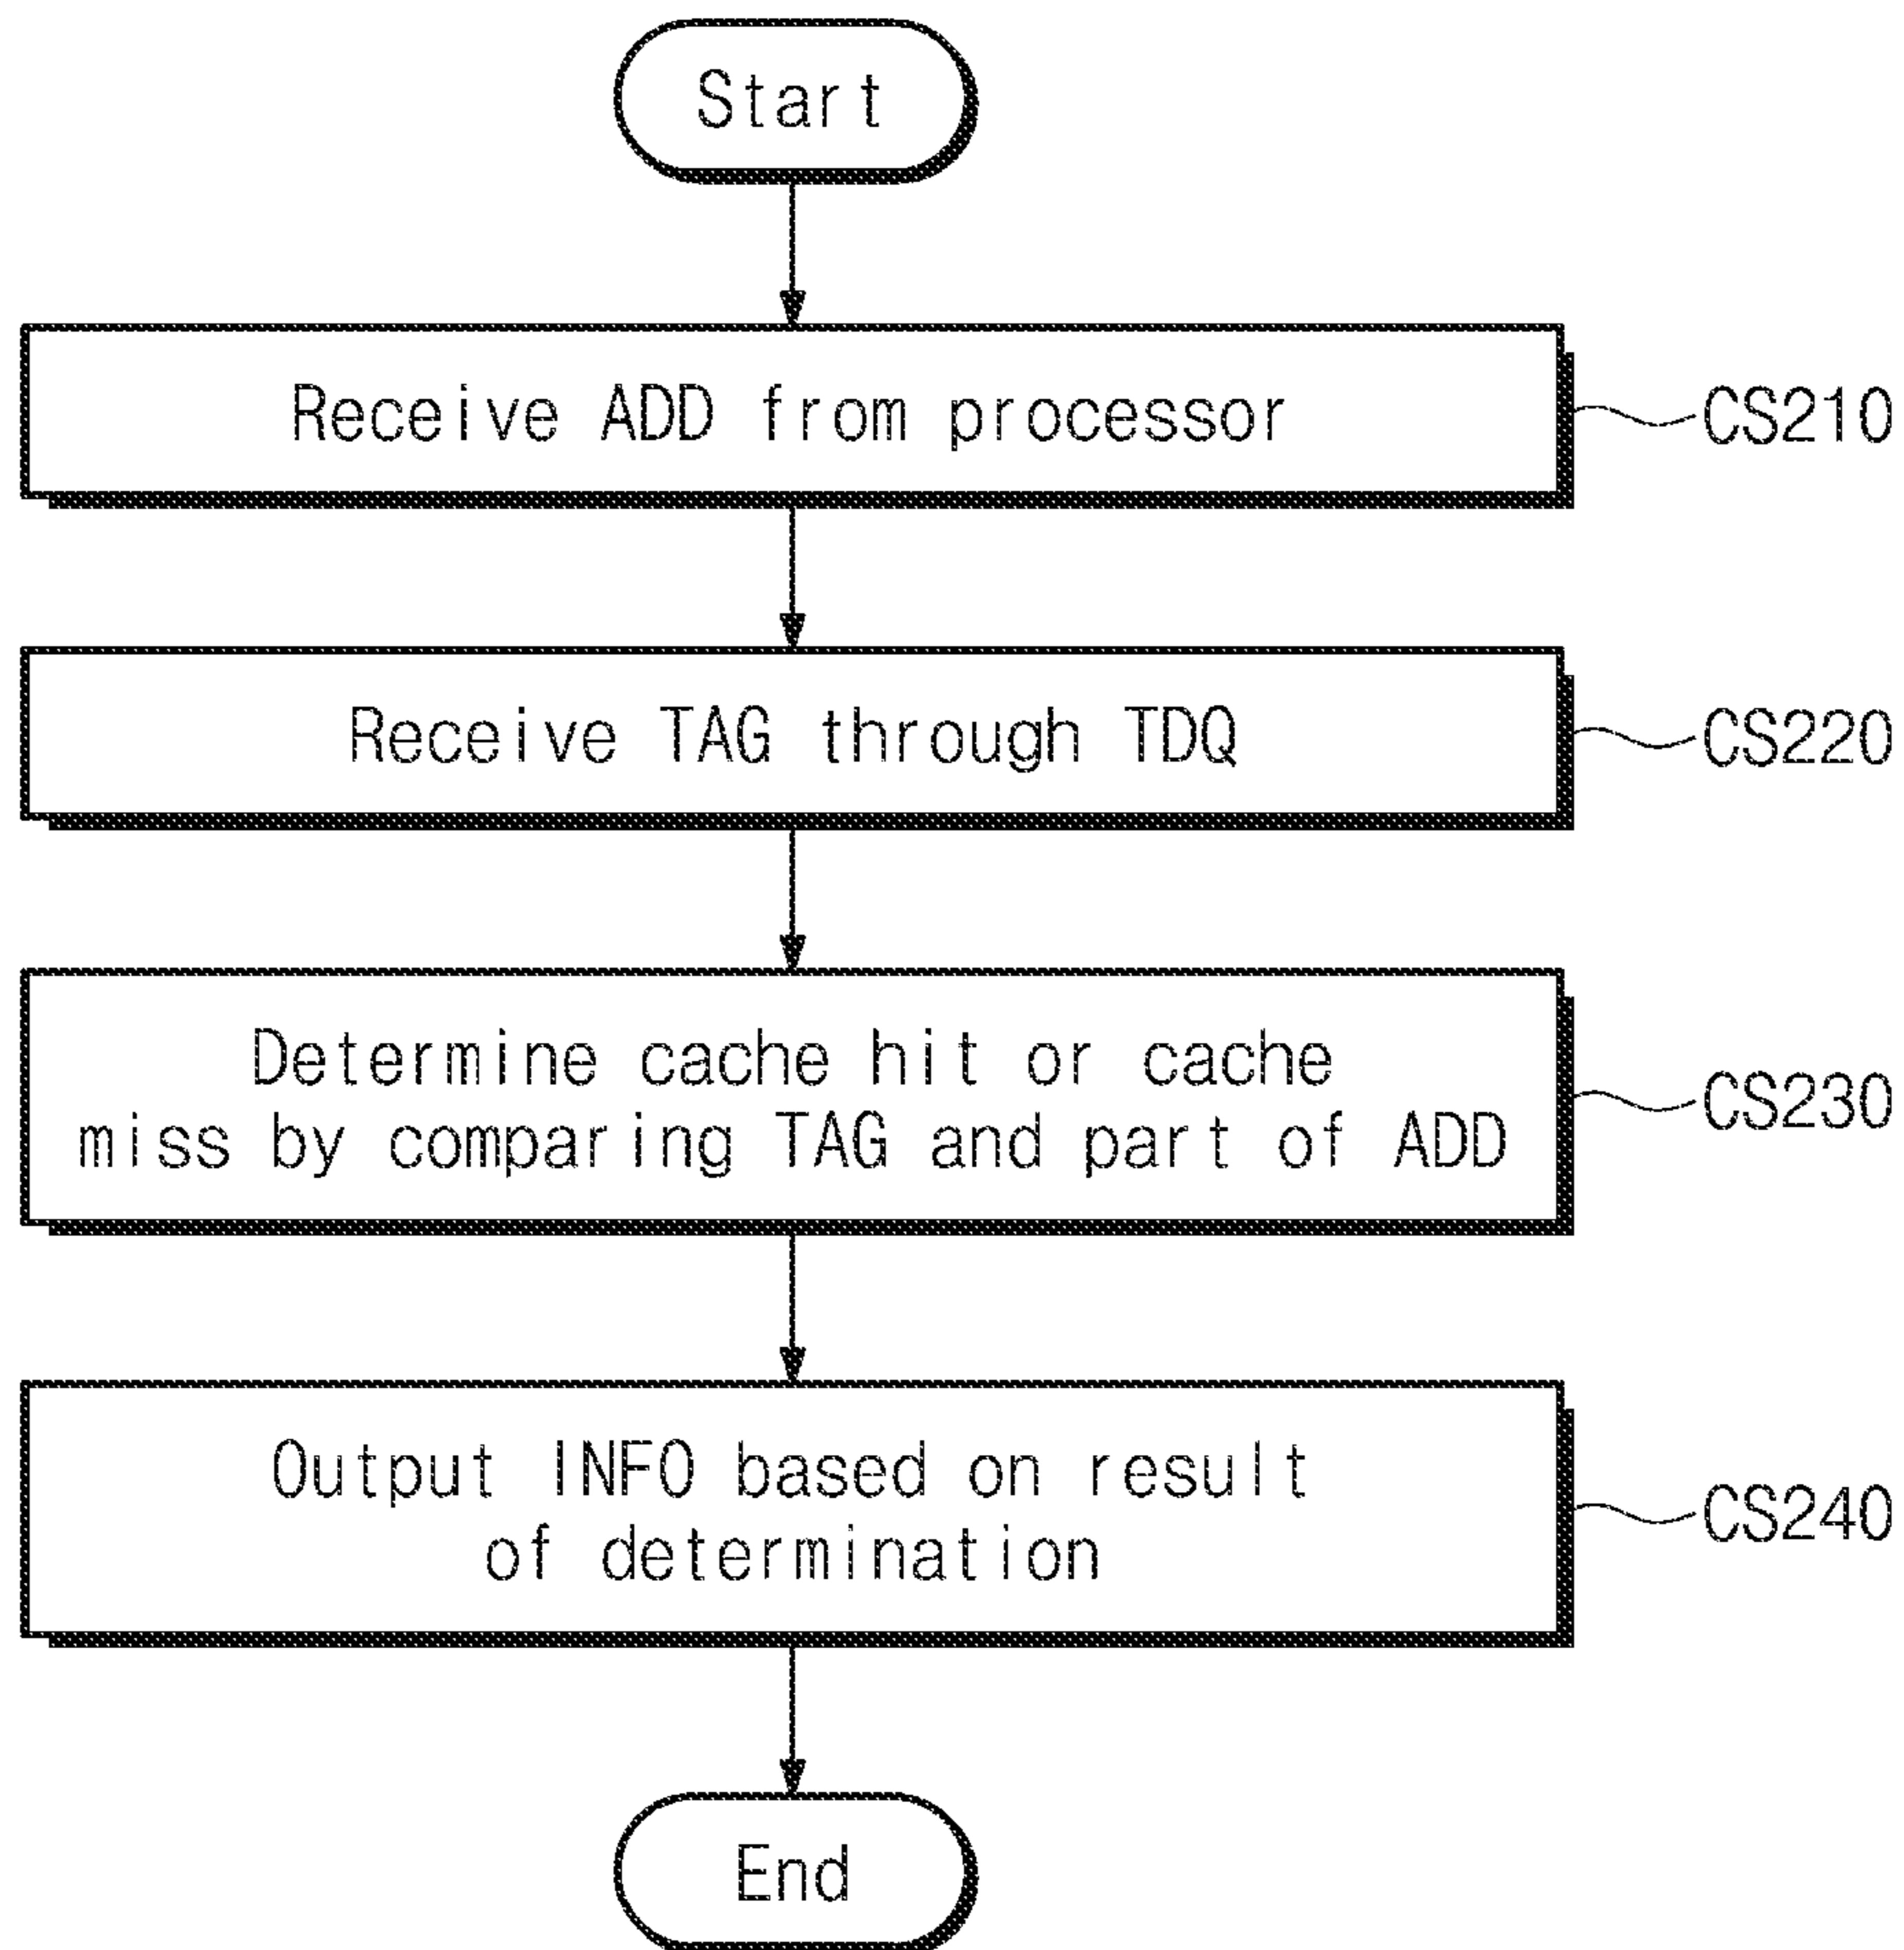 Start
Receive ADD from processor
CS210
Receive TAG through TDQ
CS220
Determine cache hit or cache
miss by comparing TAG and part of ADD
CS230
Output INFO based on result
of determination
CS240
End